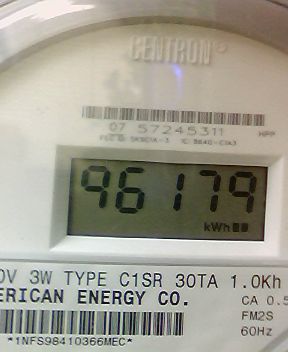 CENTRON®
07 57245311 HPP
96179
kWh
0V 3W TYPE C1SR 30TA 1.0Kh
ERICAN ENERGY CO. CA 0.5
FM2S
60Hz
*1NFS98410366MEC*